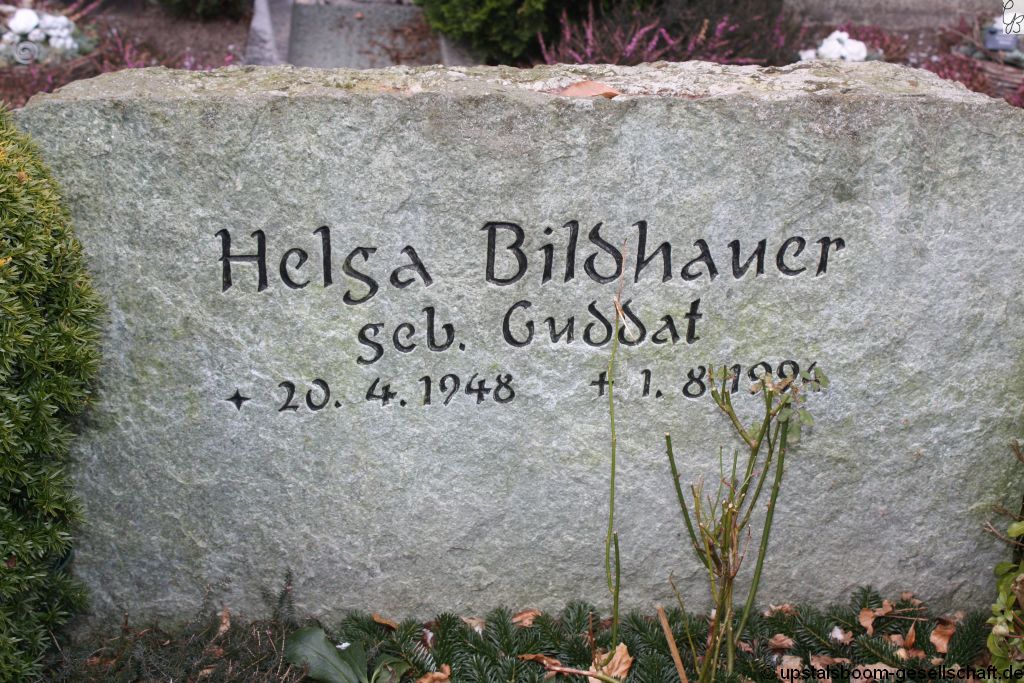 Helga Bildhauer
geb. Guddat
✦ 20. 4. 1948 + 1. 8.
© upstalsboom-gesellschaft.de